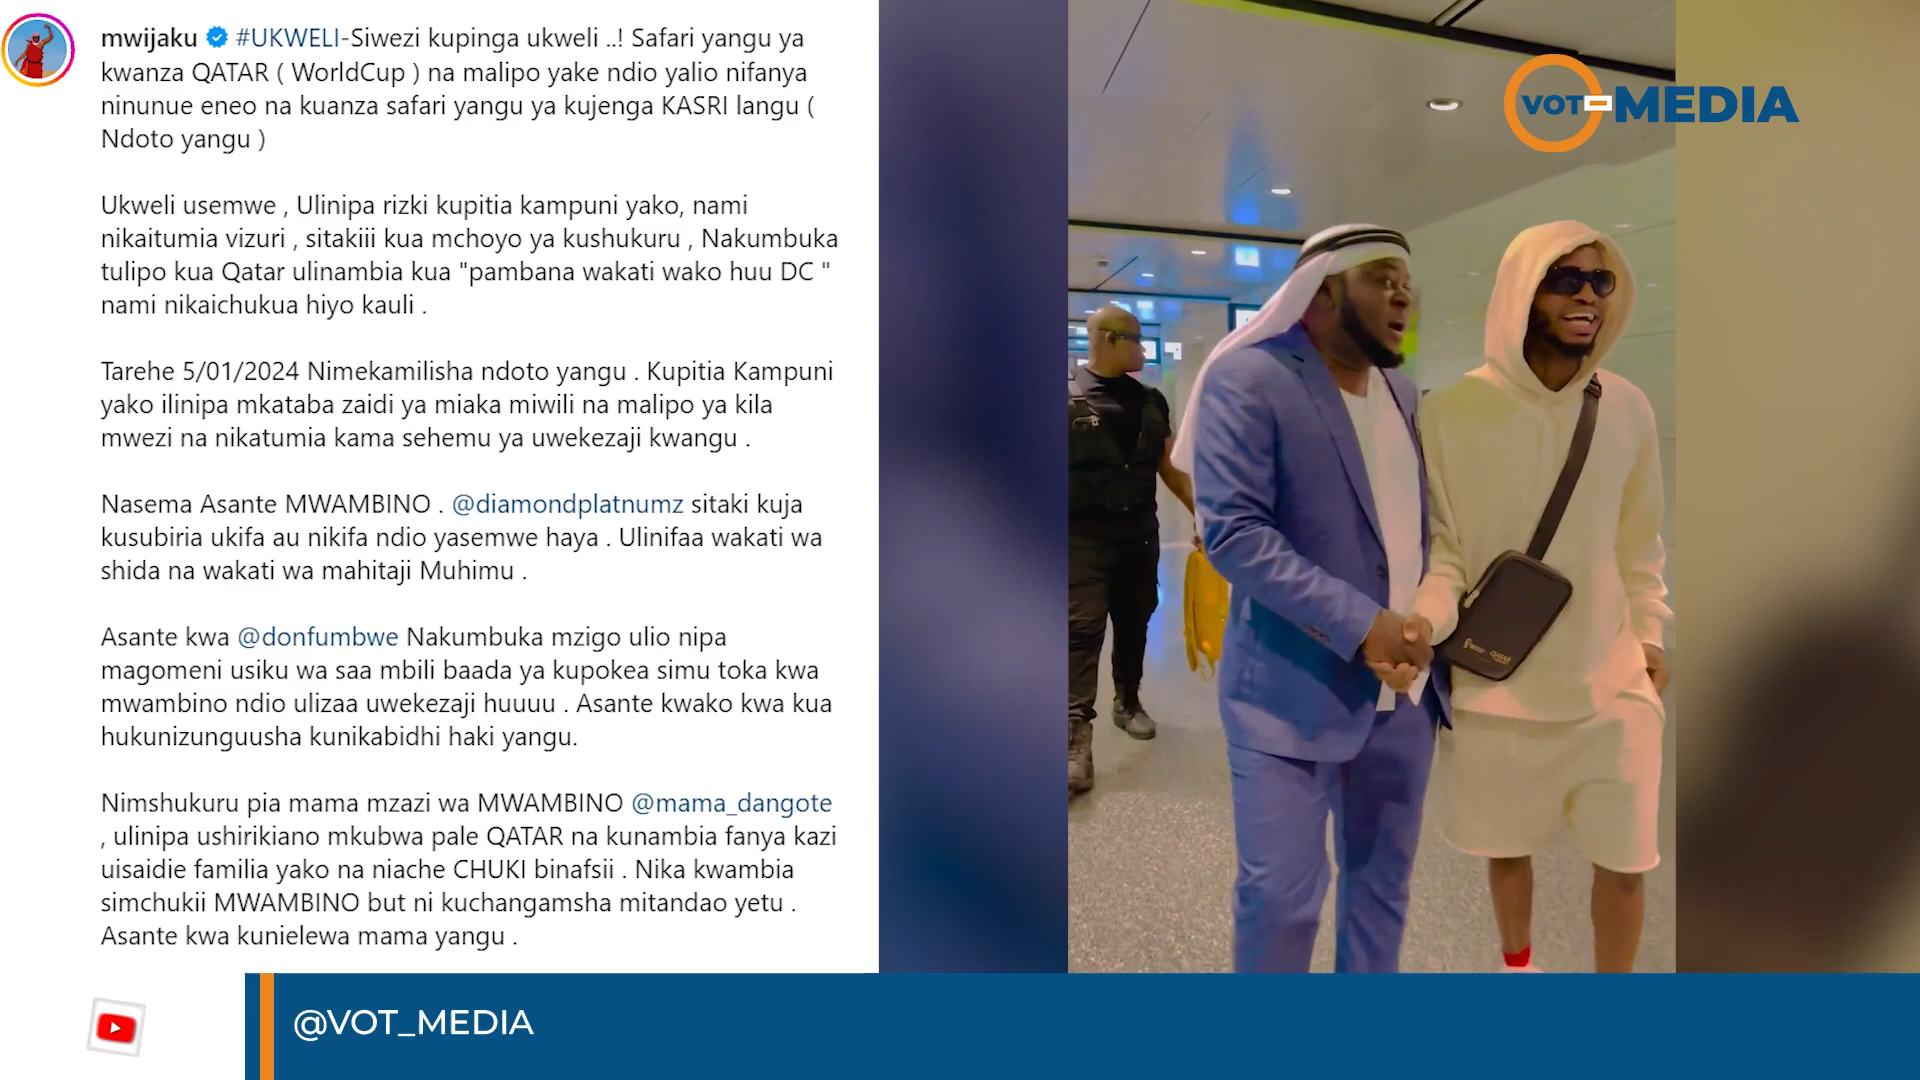 mwijaku #UKWELI-Siwezi kupinga ukweli ..! Safari yangu ya
kwanza QATAR ( WorldCup ) na malipo yake ndio yalio nifanya
ninunue eneo na kuanza safari yangu ya kujenga KASRI langu (
Ndoto yangu )
Ukweli usemwe , Ulinipa rizki kupitia kampuni yako, nami
nikaitumia vizuri , sitakiii kua mchoyo ya kushukuru , Nakumbuka
tulipo kua Qatar ulinambia kua "pambana wakati wako huu DC "
nami nikaichukua hiyo kauli .
Tarehe 5/01/2024 Nimekamilisha ndoto yangu . Kupitia Kampuni
yako ilinipa mkataba zaidi ya miaka miwili na malipo ya kila
mwezi na nikatumia kama sehemu ya uwekezaji kwangu .
Nasema Asante MWAMBINO . @diamondplatnumz sitaki kuja
kusubiria ukifa au nikifa ndio yasemwe haya . Ulinifaa wakati wa
shida na wakati wa mahitaji Muhimu .
Asante kwa @donfumbwe Nakumbuka mzigo ulio nipa
magomeni usiku wa saa mbili baada ya kupokea simu toka kwa
mwambino ndio ulizaa uwekezaji huuuu . Asante kwako kwa kua
hukunizunguusha kunikabidhi haki yangu.
Nimshukuru pia mama mzazi wa MWAMBINO @mama_dangote
, ulinipa ushirikiano mkubwa pale QATAR na kunambia fanya kazi
uisaidie familia yako na niache CHUKI binafsii . Nika kwambia
simchukii MWAMBINO but ni kuchangamsha mitandao yetu .
Asante kwa kunielewa mama yangu .
VOT-MEDIA
@VOT_MEDIA